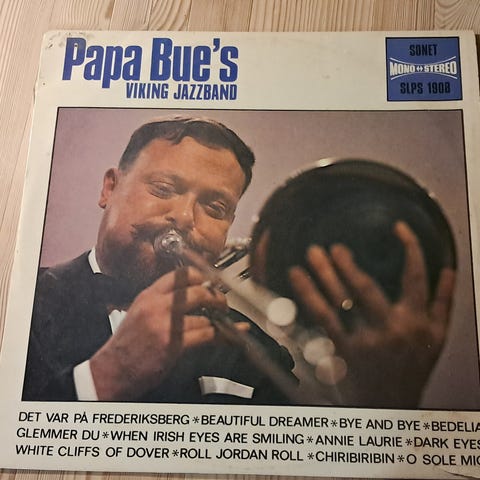 Papa Bue's
VIKING JAZZBAND
SONET
MONO ↔ STEREO
SLPS 1908
DET VAR PÅ FREDERIKSBERG * BEAUTIFUL DREAMER * BYE AND BYE * BEDELIA
GLEMMER DU * WHEN IRISH EYES ARE SMILING * ANNIE LAURIE * DARK EYES
WHITE CLIFFS OF DOVER * ROLL JORDAN ROLL * CHIRIBIRIBIN * O SOLE MIO